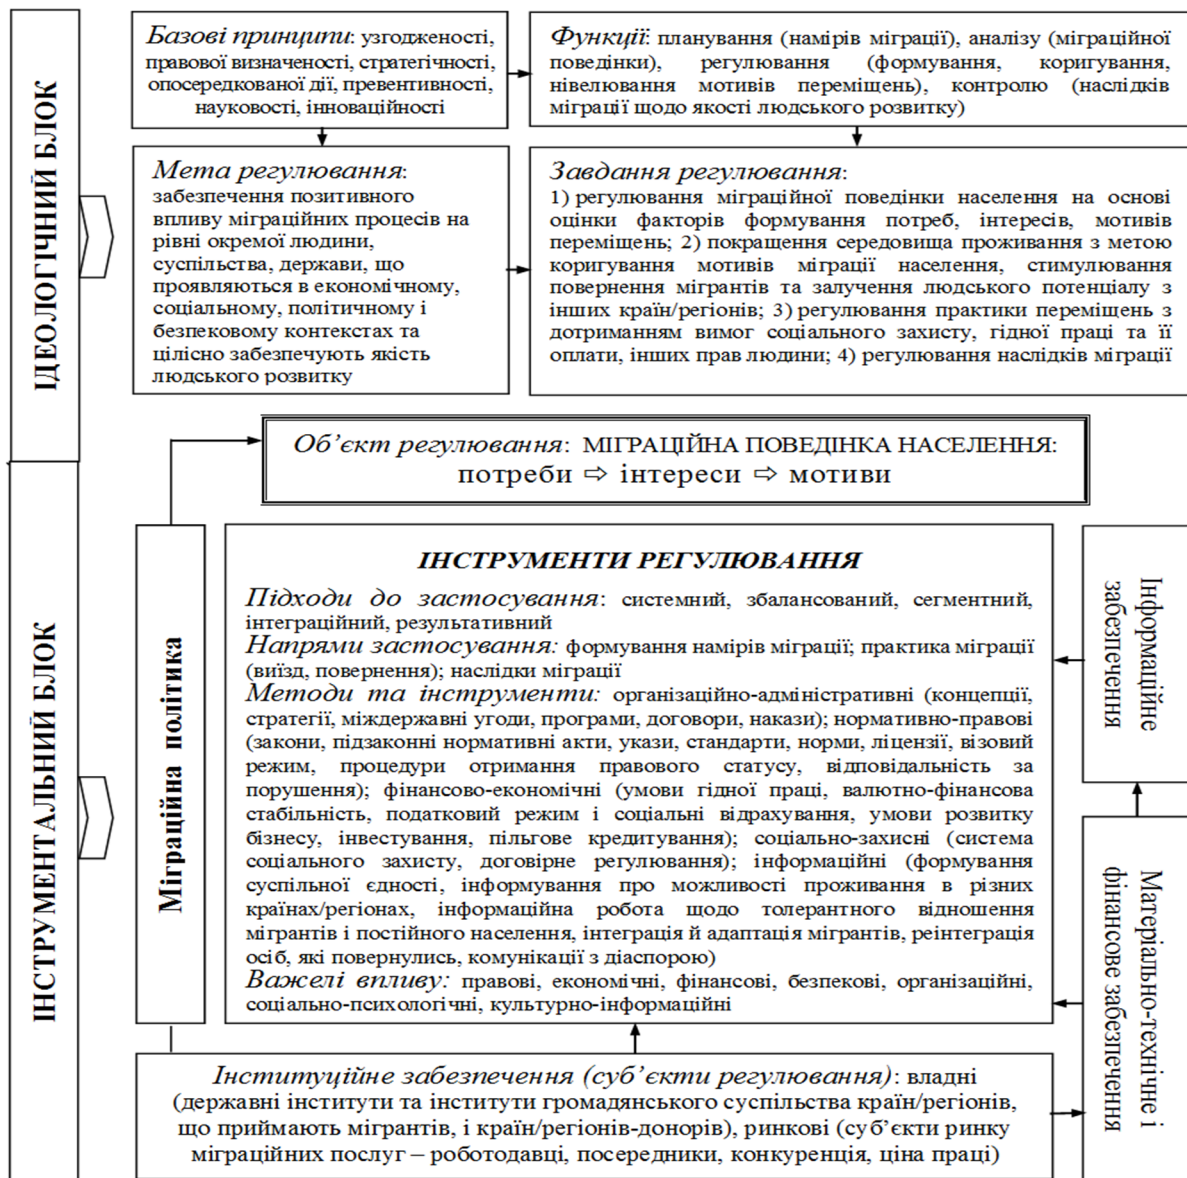 ІДЕОЛОГІЧНИЙ БЛОК
Базові принципи: узгодженості,
правової визначеності, стратегічності,
опосередкованої дії, превентивності,
науковості, інноваційності
Функції: планування (намірів міграції), аналізу (міграційної
поведінки), регулювання (формування, коригування,
нівелювання мотивів переміщень), контролю (наслідків
міграції щодо якості людського розвитку)
Мета регулювання:
забезпечення позитивного
впливу міграційних процесів на
рівні окремої людини,
суспільства, держави, що
проявляються в економічному,
соціальному, політичному і
безпековому контекстах та
цілісно забезпечують якість
людського розвитку
Завдання регулювання:
1) регулювання міграційної поведінки населення на основі
оцінки факторів формування потреб, інтересів, мотивів
переміщень; 2) покращення середовища проживання з метою
коригування мотивів міграції населення, стимулювання
повернення мігрантів та залучення людського потенціалу з
інших країн/регіонів; 3) регулювання практики переміщень з
дотриманням вимог соціального захисту, гідної праці та її
оплати, інших прав людини; 4) регулювання наслідків міграції
ІНСТРУМЕНТАЛЬНИЙ БЛОК
Об’єкт регулювання: МІГРАЦІЙНА ПОВЕДІНКА НАСЕЛЕННЯ:
потреби ⇨ інтереси ⇨ мотиви
Міграційна політика
ІНСТРУМЕНТИ РЕГУЛЮВАННЯ
Підходи до застосування: системний, збалансований, сегментний,
інтеграційний, результативний
Напрями застосування: формування намірів міграції; практика міграції
(виїзд, повернення); наслідки міграції
Методи та інструменти: організаційно-адміністративні (концепції,
стратегії, міждержавні угоди, програми, договори, накази); нормативно-правові
(закони, підзаконні нормативні акти, укази, стандарти, норми, ліцензії, візовий
режим, процедури отримання правового статусу, відповідальність за
порушення); фінансово-економічні (умови гідної праці, валютно-фінансова
стабільність, податковий режим і соціальні відрахування, умови розвитку
бізнесу, інвестування, пільгове кредитування); соціально-захисні (система
соціального захисту, договірне регулювання); інформаційні (формування
суспільної єдності, інформування про можливості проживання в різних
країнах/регіонах, інформаційна робота щодо толерантного відношення
мігрантів і постійного населення, інтеграція й адаптація мігрантів, реінтеграція
осіб, які повернулись, комунікації з діаспорою)
Важелі впливу: правові, економічні, фінансові, безпекові, організаційні,
соціально-психологічні, культурно-інформаційні
Інформаційне
забезпечення
Матеріально-технічне і
фінансове забезпечення
Інституційне забезпечення (суб’єкти регулювання): владні
(державні інститути та інститути громадянського суспільства країн/регіонів,
що приймають мігрантів, і країн/регіонів-донорів), ринкові (суб’єкти ринку
міграційних послуг – роботодавці, посередники, конкуренція, ціна праці)